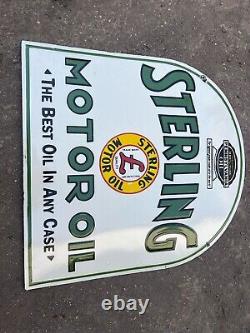 STERLING
STERLING
MOTOR OIL
£
MOTOR OIL
◄ THE BEST OIL IN ANY CASE ►